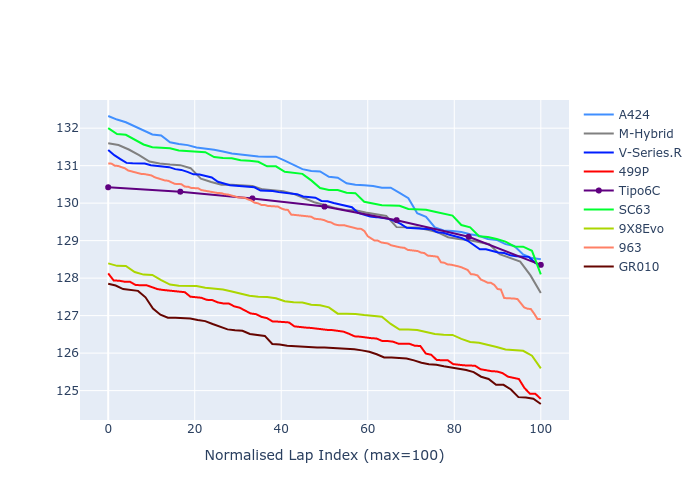 132
131
130
129
128
127
126
125
0 20 40 60 80 100
Normalised Lap Index (max=100)
A424
M-Hybrid
V-Series.R
499P
Tipo6C
SC63
9X8Evo
963
GR010